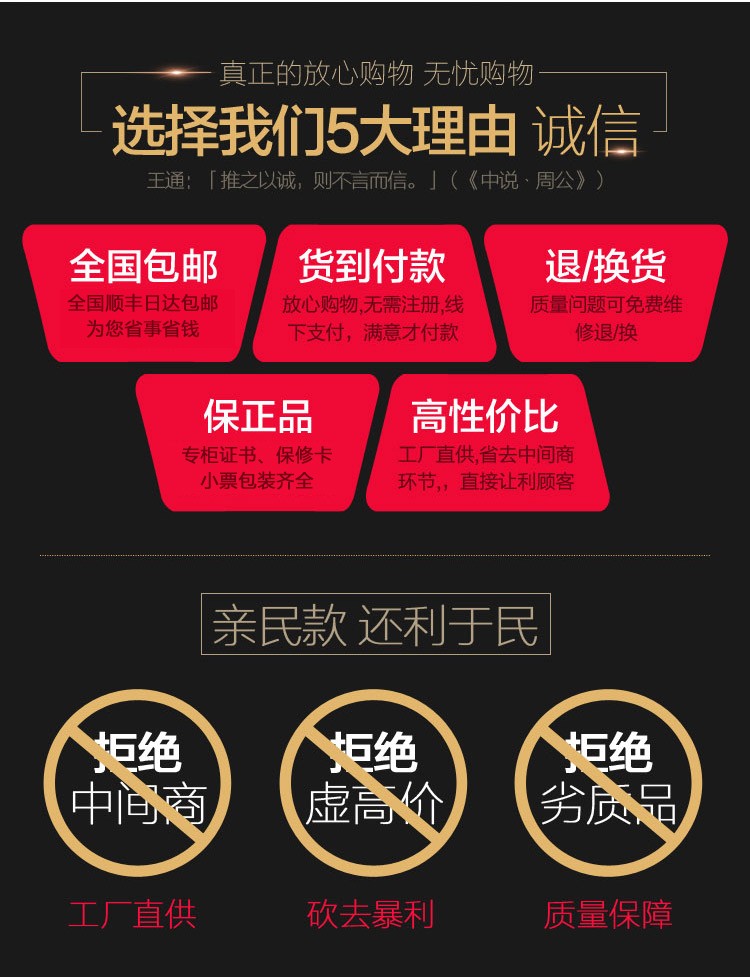 真正的放心购物 无忧购物
选择我们5大理由 诚信
王通：「推之以诚，则不言而信。」（《中说·周公》）
全国包邮
全国顺丰日达包邮
为您省事省钱
货到付款
放心购物,无需注册,线
下支付，满意才付款
退/换货
质量问题可免费维
修退/换
保正品
专柜证书、保修卡
小票包装齐全
高性价比
工厂直供,省去中间商
环节,，直接让利顾客
亲民款 还利于民
拒绝
中间商
工厂直供
拒绝
虚高价
砍去暴利
拒绝
劣质品
质量保障